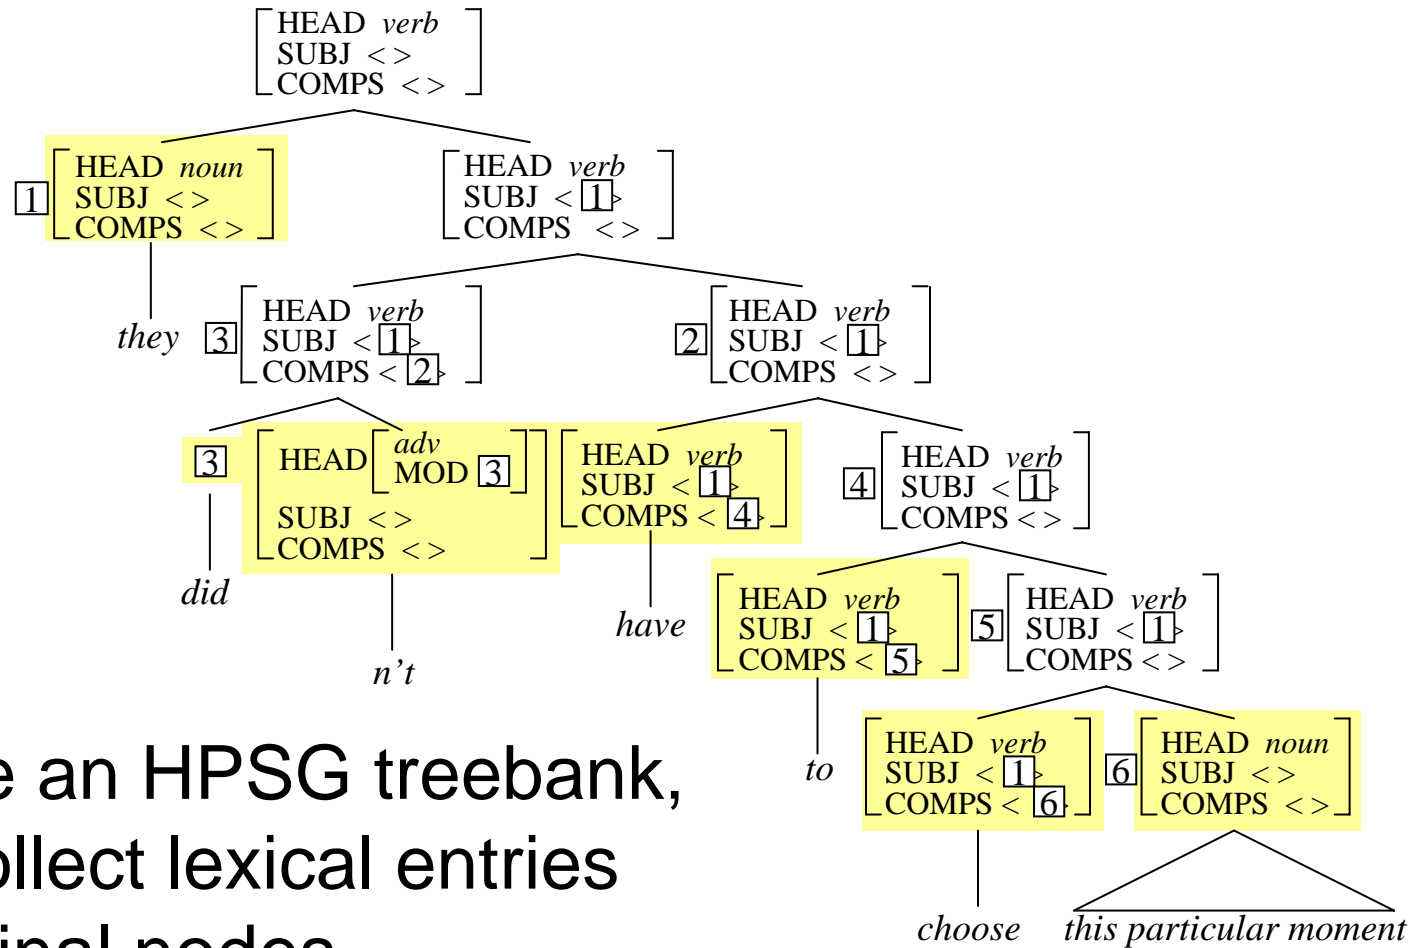 HEAD verb
SUBJ < >
COMPS < >
1 HEAD noun
SUBJ < >
COMPS < >
HEAD verb
SUBJ < 1 >
COMPS < >
they
3 HEAD verb
SUBJ < 1 >
COMPS < 2 >
2 HEAD verb
SUBJ < 1 >
COMPS < >
3
did
HEAD adv
MOD 3
SUBJ < >
COMPS < >
n't
HEAD verb
SUBJ < 1 >
COMPS < 4 >
have
4 HEAD verb
SUBJ < 1 >
COMPS < >
HEAD verb
SUBJ < 1 >
COMPS < 5 >
to
5 HEAD verb
SUBJ < 1 >
COMPS < >
HEAD verb
SUBJ < 1 >
COMPS < 6 >
choose
6 HEAD noun
SUBJ < >
COMPS < >
this particular moment
e an HPSG treebank,
ollect lexical entries
inal nodes